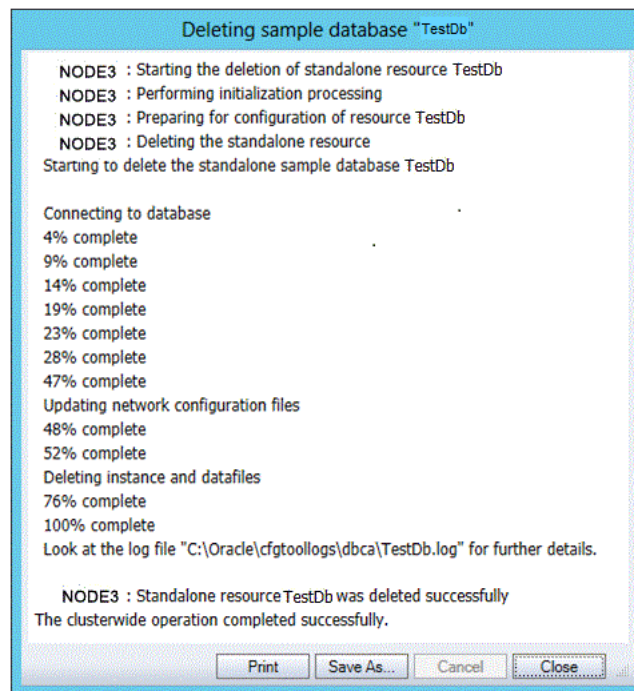 Deleting sample database "TestDb"
NODE3 : Starting the deletion of standalone resource TestDb
NODE3 : Performing initialization processing
NODE3 : Preparing for configuration of resource TestDb
NODE3 : Deleting the standalone resource
Starting to delete the standalone sample database TestDb
Connecting to database
4% complete
9% complete
14% complete
19% complete
23% complete
28% complete
47% complete
Updating network configuration files
48% complete
52% complete
Deleting instance and datafiles
76% complete
100% complete
Look at the log file "C:\Oracle\cfgtoollogs\dbca\TestDb.log" for further details.
NODE3 : Standalone resource TestDb was deleted successfully
The clusterwide operation completed successfully.
Print Save As... Cancel Close